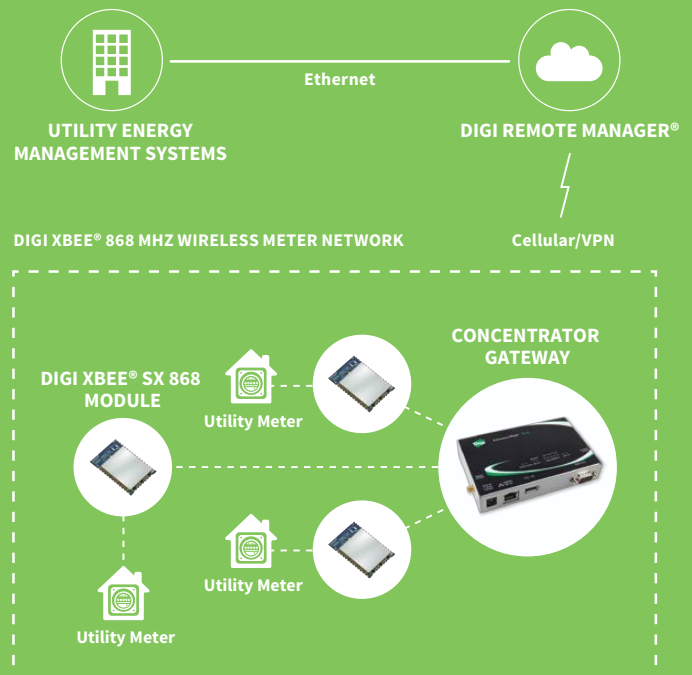 Ethernet
UTILITY ENERGY
MANAGEMENT SYSTEMS
DIGI REMOTE MANAGER®
DIGI XBEE® 868 MHZ WIRELESS METER NETWORK
Cellular/VPN
CONCENTRATOR
GATEWAY
DIGI XBEE® SX 868
MODULE
Utility Meter
Utility Meter
Utility Meter